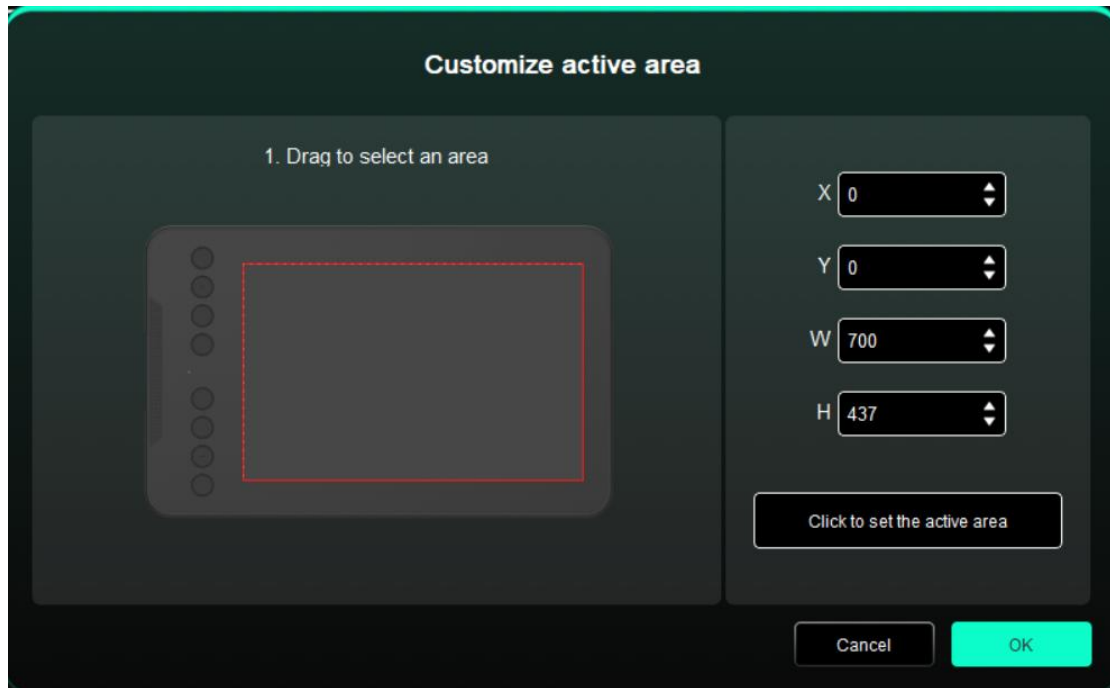 Customize active area
1. Drag to select an area
X 0
Y 0
W 700
H 437
Click to set the active area
Cancel
OK